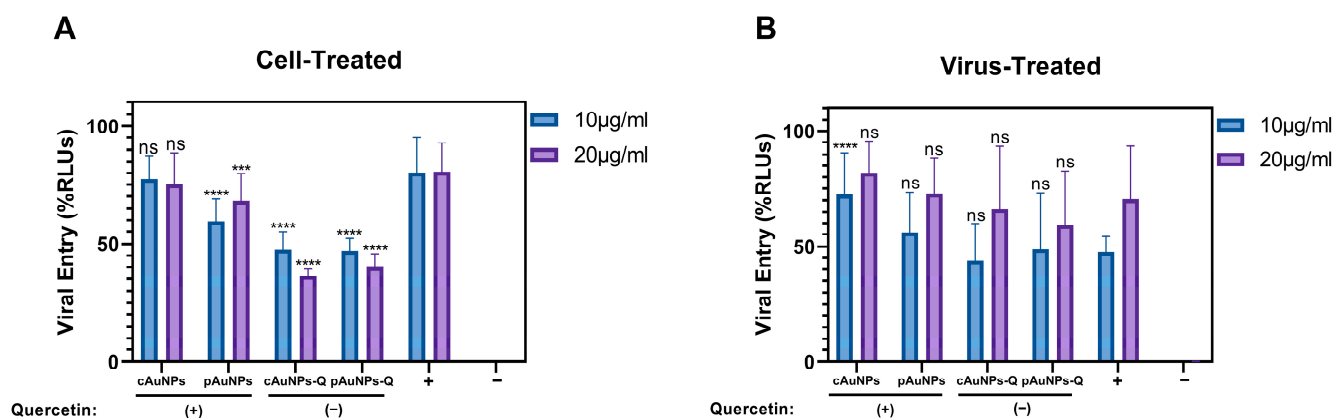 A
Cell-Treated
Viral Entry (%RLUs)
100
50
0
ns
ns
****
***
****
****
****
****
10µg/ml
20µg/ml
cAuNPs pAuNPs cAuNPs-Q pAuNPs-Q + −
Quercetin: (+) (−)
B
Virus-Treated
Viral Entry (%RLUs)
100
50
0
****
ns
ns
ns
ns
ns
ns
ns
10µg/ml
20µg/ml
cAuNPs pAuNPs cAuNPs-Q pAuNPs-Q + −
Quercetin: (+) (−)